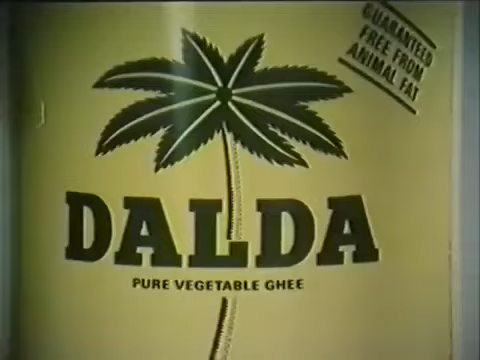 GUARANTEED
FREE FROM
ANIMAL FAT
DALDA
PURE VEGETABLE GHEE